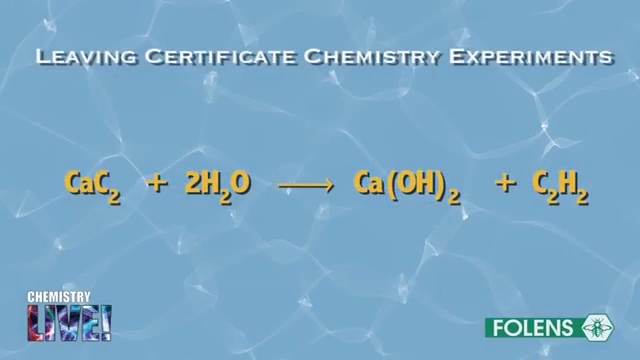 LEAVING CERTIFICATE CHEMISTRY EXPERIMENTS
CaC₂ + 2H₂O ⟶ Ca(OH)₂ + C₂H₂
CHEMISTRY
LIVE!
FOLENS